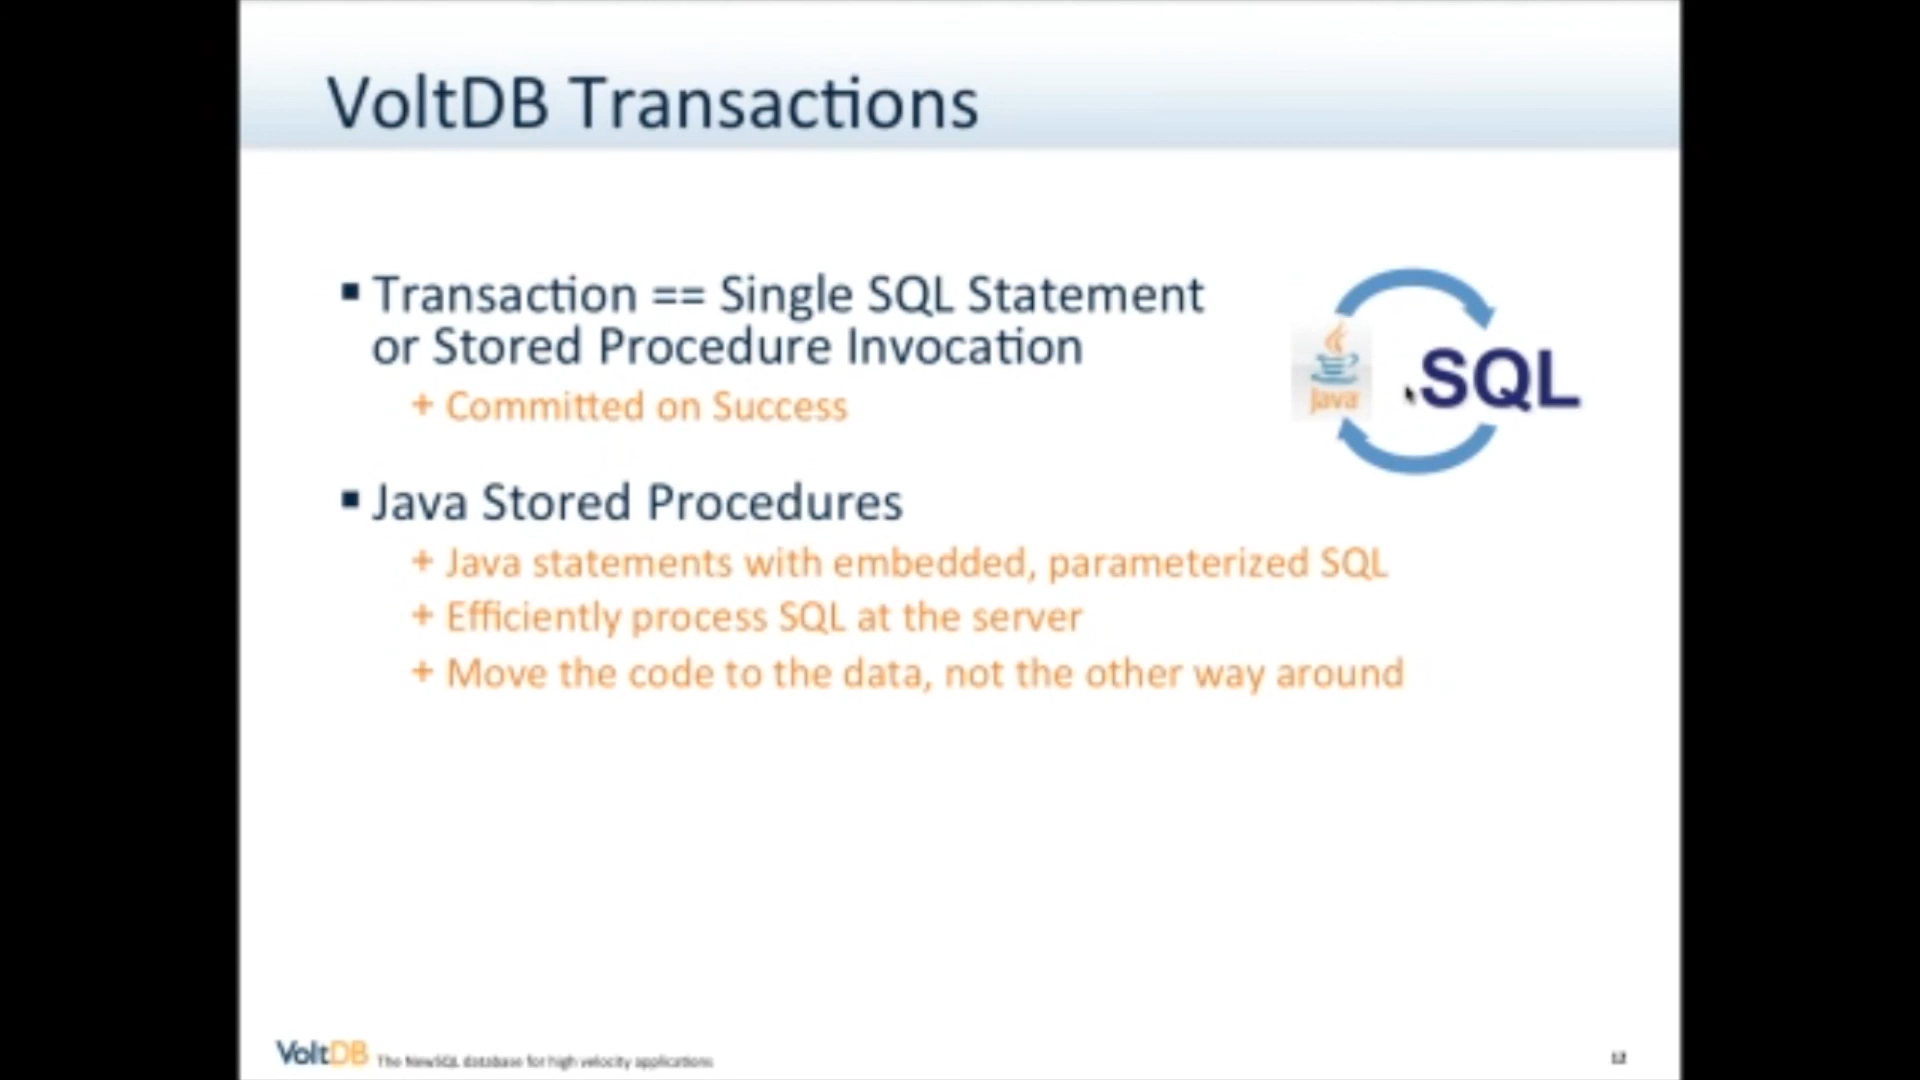 VoltDB Transactions
▪ Transaction == Single SQL Statement
or Stored Procedure Invocation
+ Committed on Success
Java
SQL
▪ Java Stored Procedures
+ Java statements with embedded, parameterized SQL
+ Efficiently process SQL at the server
+ Move the code to the data, not the other way around
VoltDB The NewSQL database for high velocity applications
12